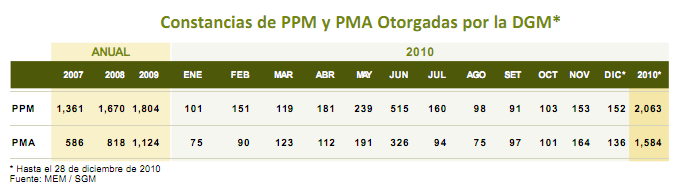 Constancias de PPM y PMA Otorgadas por la DGM*
ANUAL 2010
2007 2008 2009 ENE FEB MAR ABR MAY JUN JUL AGO SET OCT NOV DIC* 2010*
PPM 1,361 1,670 1,804 101 151 119 181 239 515 160 98 91 103 153 152 2,063
PMA 586 818 1,124 75 90 123 112 191 326 94 75 97 101 164 136 1,584
* Hasta el 28 de diciembre de 2010
Fuente: MEM / SGM